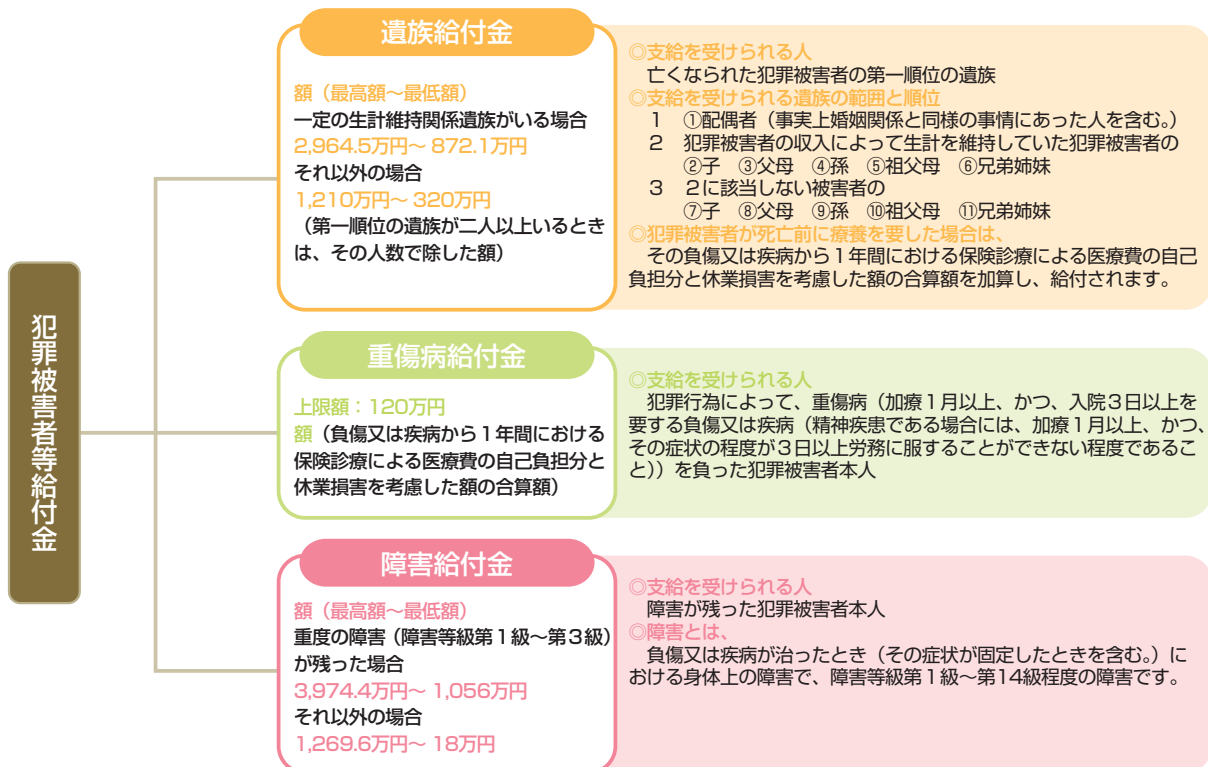 犯罪被害者等給付金
遺族給付金
額（最高額～最低額）
一定の生計維持関係遺族がいる場合
2,964.5万円～ 872.1万円
それ以外の場合
1,210万円～ 320万円
（第一順位の遺族が二人以上いるとき
は、その人数で除した額）
◎支給を受けられる人
亡くなられた犯罪被害者の第一順位の遺族
◎支給を受けられる遺族の範囲と順位
１　①配偶者（事実上婚姻関係と同様の事情にあった人を含む。）
２　犯罪被害者の収入によって生計を維持していた犯罪被害者の
②子　③父母　④孫　⑤祖父母　⑥兄弟姉妹
３　２に該当しない被害者の
⑦子　⑧父母　⑨孫　⑩祖父母　⑪兄弟姉妹
◎犯罪被害者が死亡前に療養を要した場合は、
その負傷又は疾病から１年間における保険診療による医療費の自己
負担分と休業損害を考慮した額の合算額を加算し、給付されます。
重傷病給付金
上限額：120万円
額（負傷又は疾病から１年間における
保険診療による医療費の自己負担分と
休業損害を考慮した額の合算額）
◎支給を受けられる人
犯罪行為によって、重傷病（加療１月以上、かつ、入院３日以上を
要する負傷又は疾病（精神疾患である場合には、加療１月以上、かつ、
その症状の程度が３日以上労務に服することができない程度であるこ
と））を負った犯罪被害者本人
障害給付金
額（最高額～最低額）
重度の障害（障害等級第１級～第３級）
が残った場合
3,974.4万円～ 1,056万円
それ以外の場合
1,269.6万円～ 18万円
◎支給を受けられる人
障害が残った犯罪被害者本人
◎障害とは、
負傷又は疾病が治ったとき（その症状が固定したときを含む。）に
おける身体上の障害で、障害等級第１級～第14級程度の障害です。